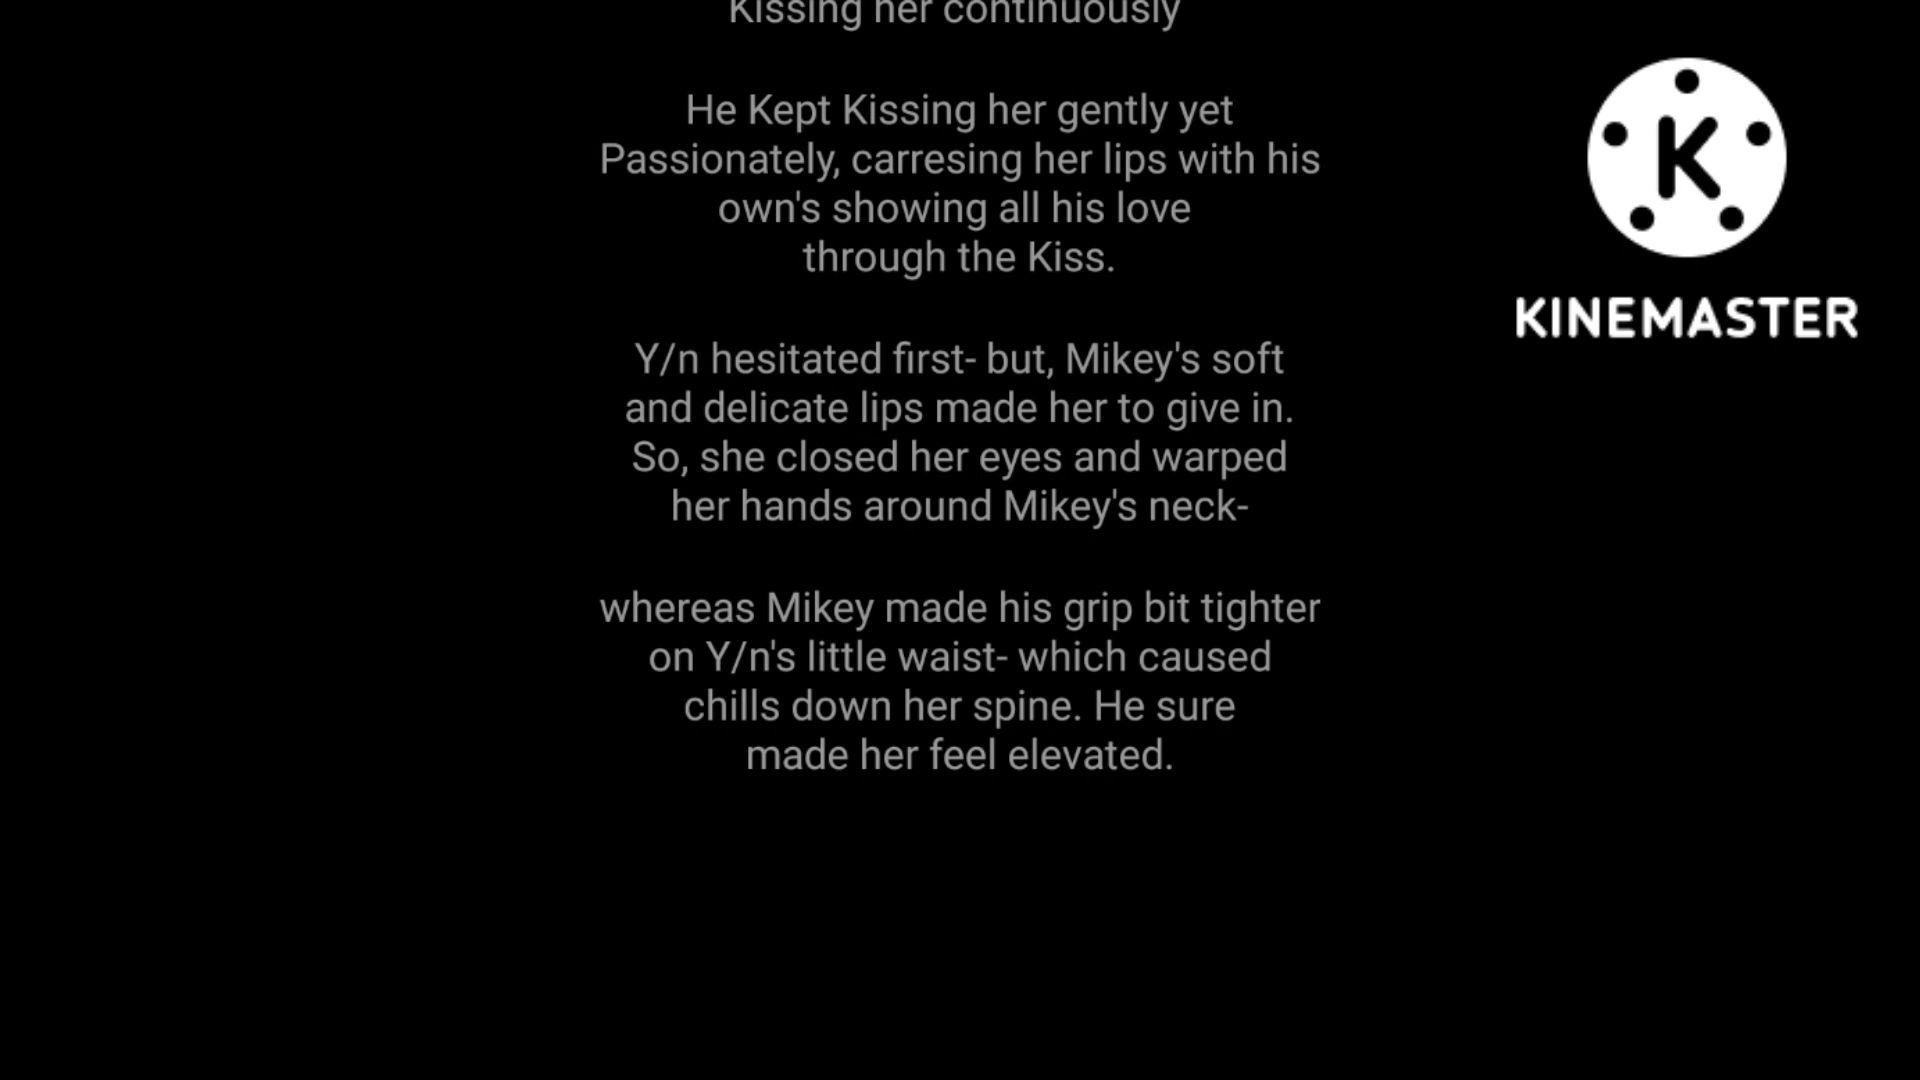 Kissing her continuously
He Kept Kissing her gently yet
Passionately, carresing her lips with his
own's showing all his love
through the Kiss.
Y/n hesitated first- but, Mikey's soft
and delicate lips made her to give in.
So, she closed her eyes and warped
her hands around Mikey's neck-
whereas Mikey made his grip bit tighter
on Y/n's little waist- which caused
chills down her spine. He sure
made her feel elevated.
K
KINEMASTER